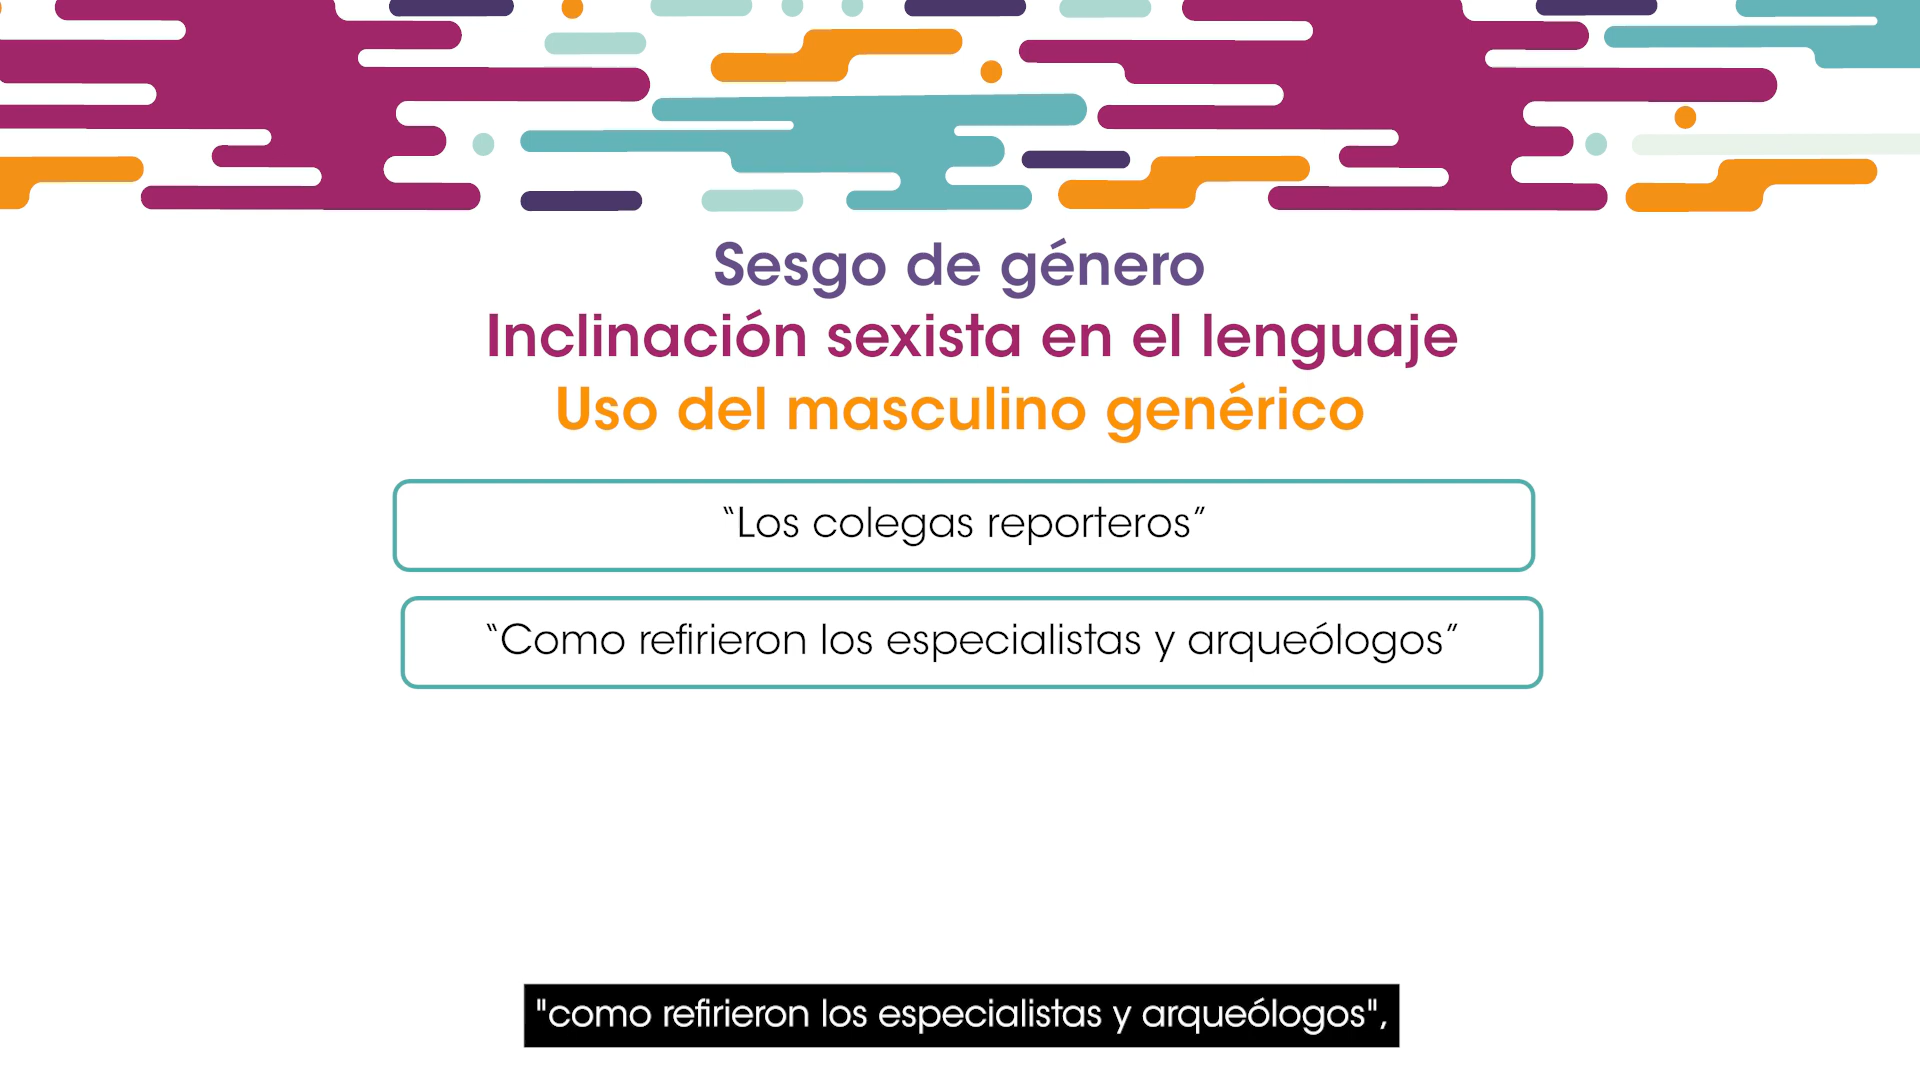 Sesgo de género
Inclinación sexista en el lenguaje
Uso del masculino genérico
“Los colegas reporteros”
“Como refirieron los especialistas y arqueólogos”
"como refirieron los especialistas y arqueólogos",